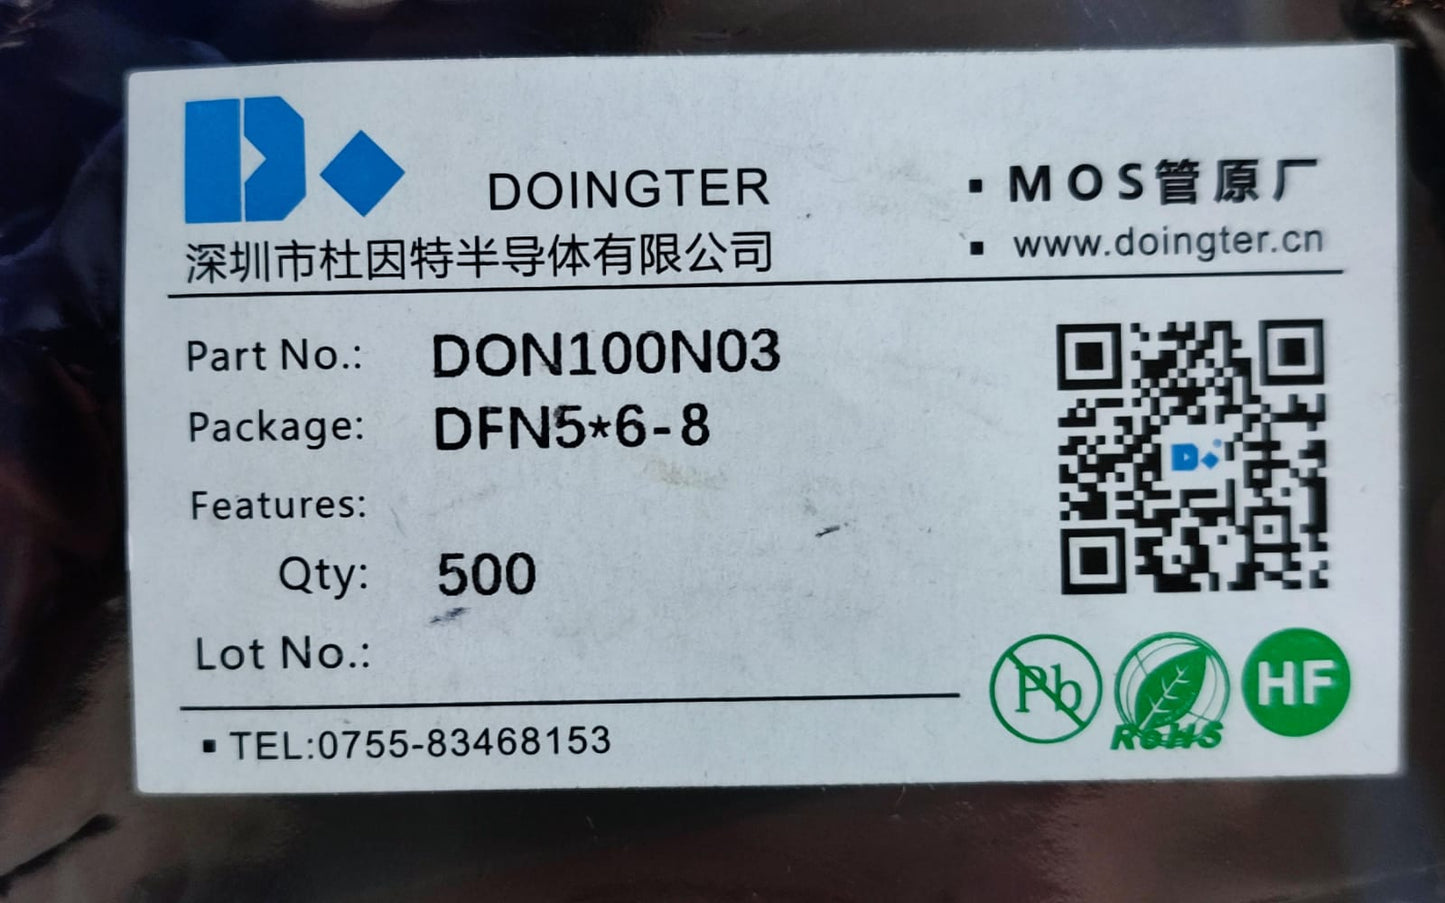 DOINGTER
深圳市杜因特半导体有限公司
▪ MOS管原厂
▪ www.doingter.cn
Part No.: DON100N03
Package: DFN5*6-8
Features:
Qty: 500
Lot No.:
▪ TEL:0755-83468153
Pb
RoHS
HF